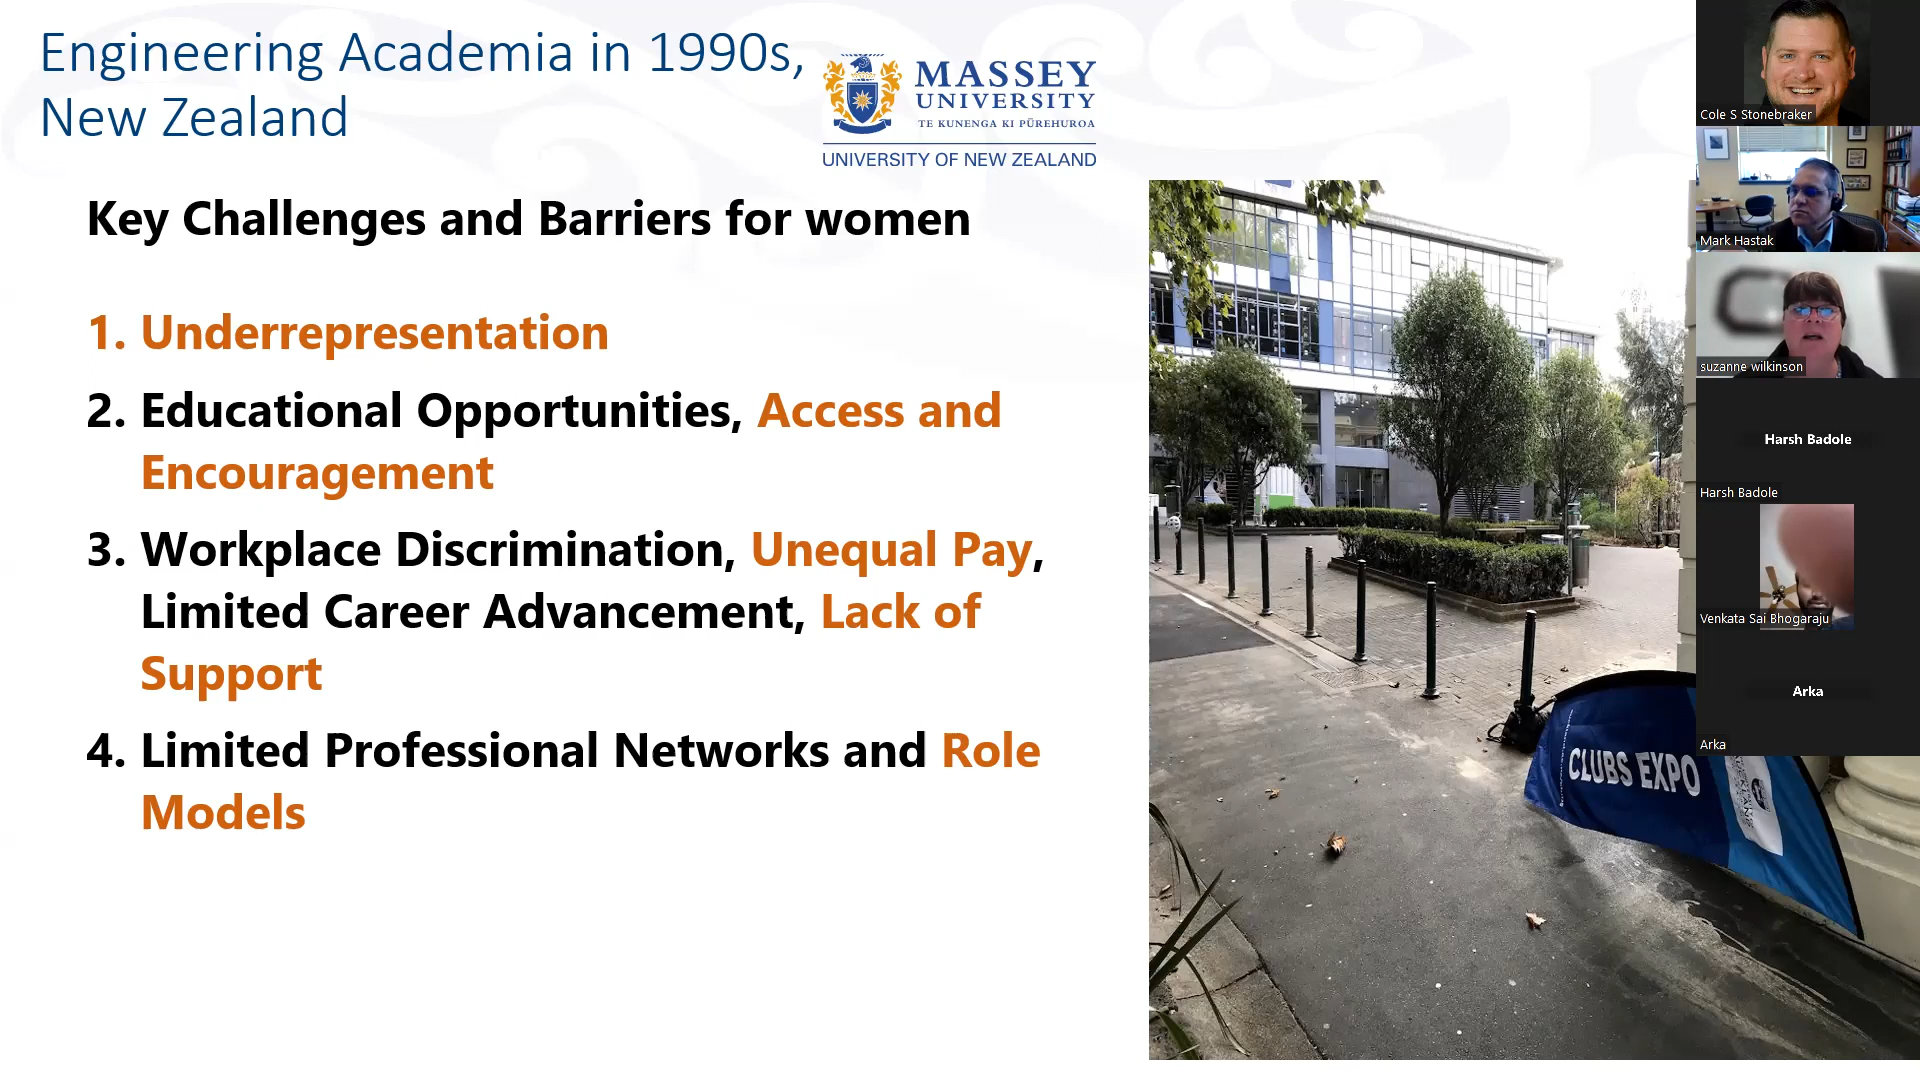 Engineering Academia in 1990s,
New Zealand
MASSEY
UNIVERSITY
TE KUNENGA KI PŪREHUROA
UNIVERSITY OF NEW ZEALAND
Key Challenges and Barriers for women
1. Underrepresentation
2. Educational Opportunities, Access and
Encouragement
3. Workplace Discrimination, Unequal Pay,
Limited Career Advancement, Lack of
Support
4. Limited Professional Networks and Role
Models
CLUBS EXPO
Cole S Stonebraker
Mark Hastak
suzanne wilkinson
Harsh Badole
Harsh Badole
Venkata Sai Bhogaraju
Arka
Arka